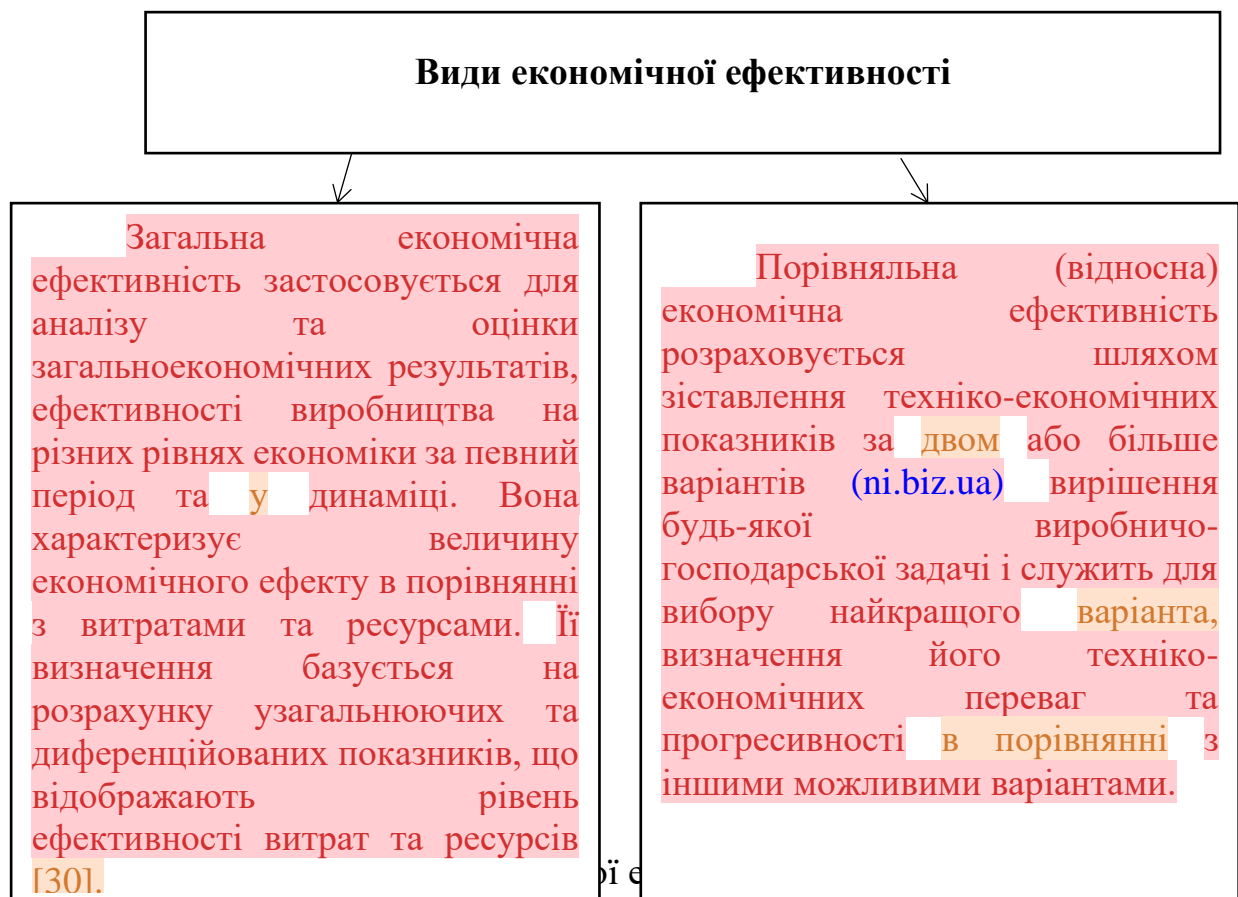 Види економічної ефективності
Загальна економічна
ефективність застосовується для
аналізу та оцінки
загальноекономічних результатів,
ефективності виробництва на
різних рівнях економіки за певний
період та у динаміці. Вона
характеризує величину
економічного ефекту в порівнянні
з витратами та ресурсами. Її
визначення базується на
розрахунку узагальнюючих та
диференційованих показників, що
відображають рівень
ефективності витрат та ресурсів
[30].
Порівняльна (відносна)
економічна ефективність
розраховується шляхом
зіставлення техніко-економічних
показників за двом або більше
варіантів (ni.biz.ua) вирішення
будь-якої виробничо-
господарської задачі і служить для
вибору найкращого варіанта,
визначення його техніко-
економічних переваг та
прогресивності в порівнянні з
іншими можливими варіантами.